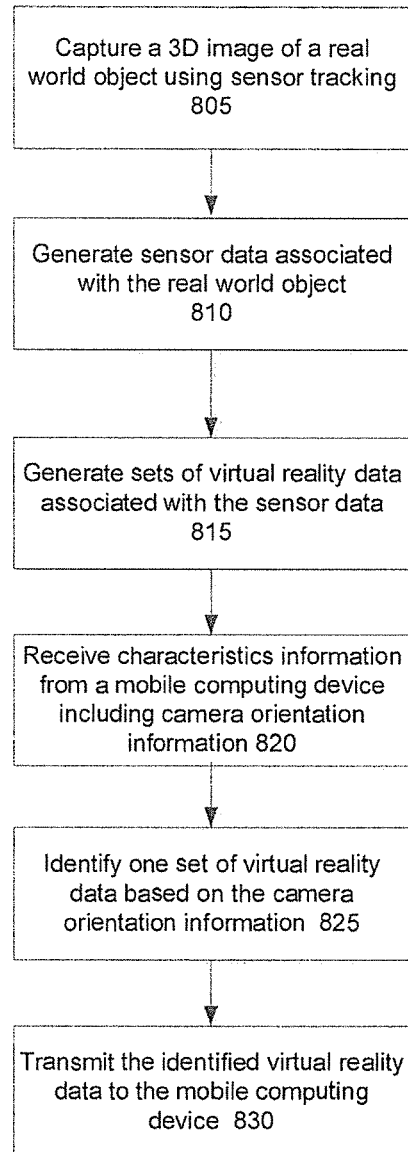 Capture a 3D image of a real
world object using sensor tracking
805
Generate sensor data associated
with the real world object
810
Generate sets of virtual reality data
associated with the sensor data
815
Receive characteristics information
from a mobile computing device
including camera orientation
information 820
Identify one set of virtual reality
data based on the camera
orientation information 825
Transmit the identified virtual reality
data to the mobile computing
device 830